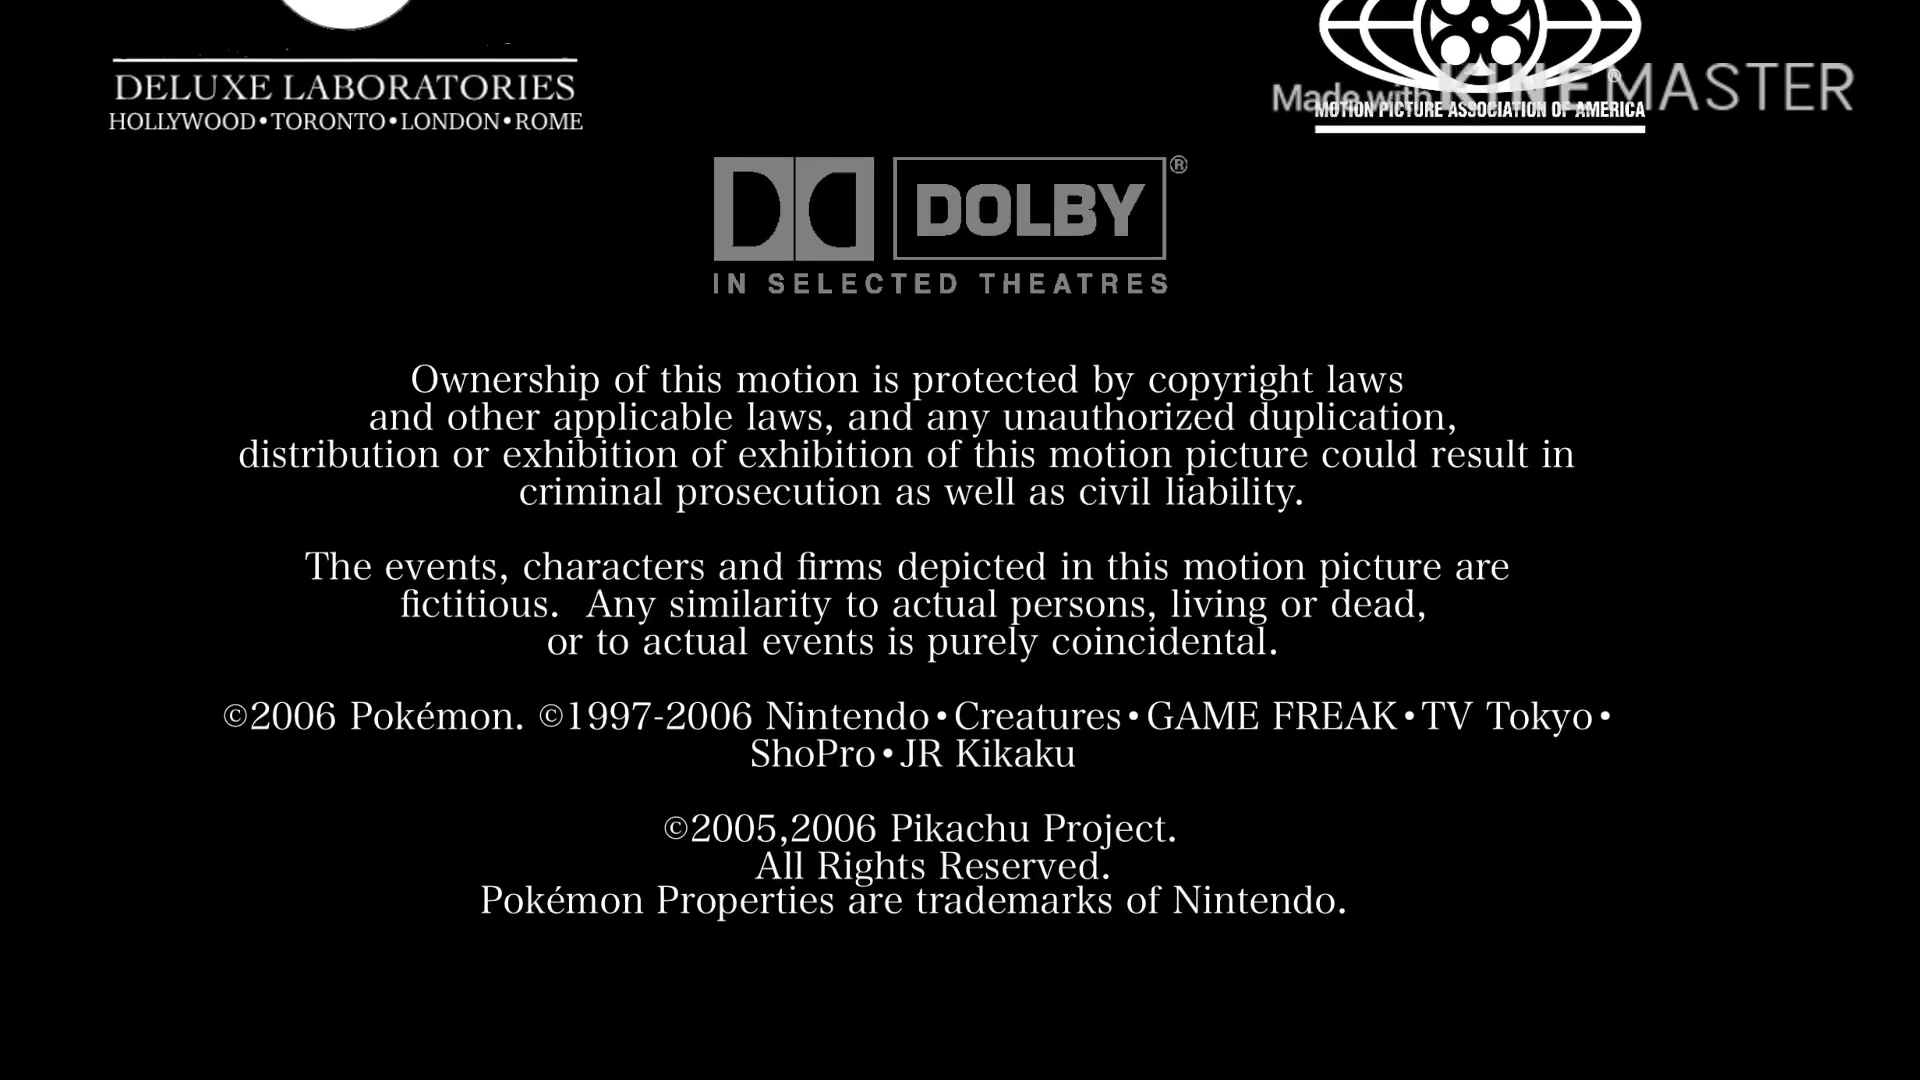 DELUXE LABORATORIES
HOLLYWOOD•TORONTO•LONDON•ROME
Made with KINEMASTER
MOTION PICTURE ASSOCIATION OF AMERICA
®
DOLBY®
IN SELECTED THEATRES
Ownership of this motion is protected by copyright laws
and other applicable laws, and any unauthorized duplication,
distribution or exhibition of exhibition of this motion picture could result in
criminal prosecution as well as civil liability.
The events, characters and firms depicted in this motion picture are
fictitious.  Any similarity to actual persons, living or dead,
or to actual events is purely coincidental.
©2006 Pokémon. ©1997-2006 Nintendo•Creatures•GAME FREAK•TV Tokyo•
ShoPro•JR Kikaku
©2005,2006 Pikachu Project.
All Rights Reserved.
Pokémon Properties are trademarks of Nintendo.